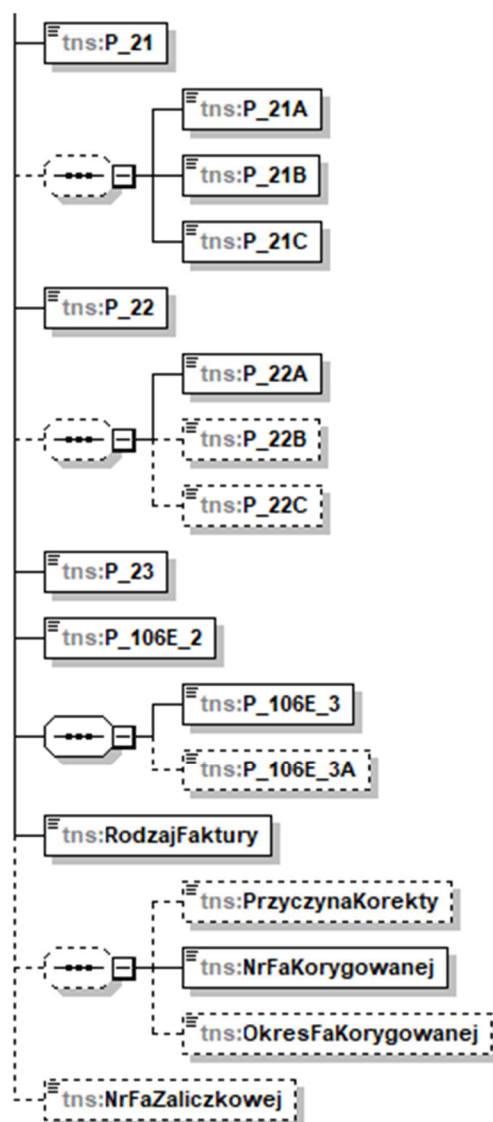 tns:P_21
tns:P_21A
tns:P_21B
tns:P_21C
tns:P_22
tns:P_22A
tns:P_22B
tns:P_22C
tns:P_23
tns:P_106E_2
tns:P_106E_3
tns:P_106E_3A
tns:RodzajFaktury
tns:PrzyczynaKorekty
tns:NrFaKorygowanej
tns:OkresFaKorygowanej
tns:NrFaZaliczkowej